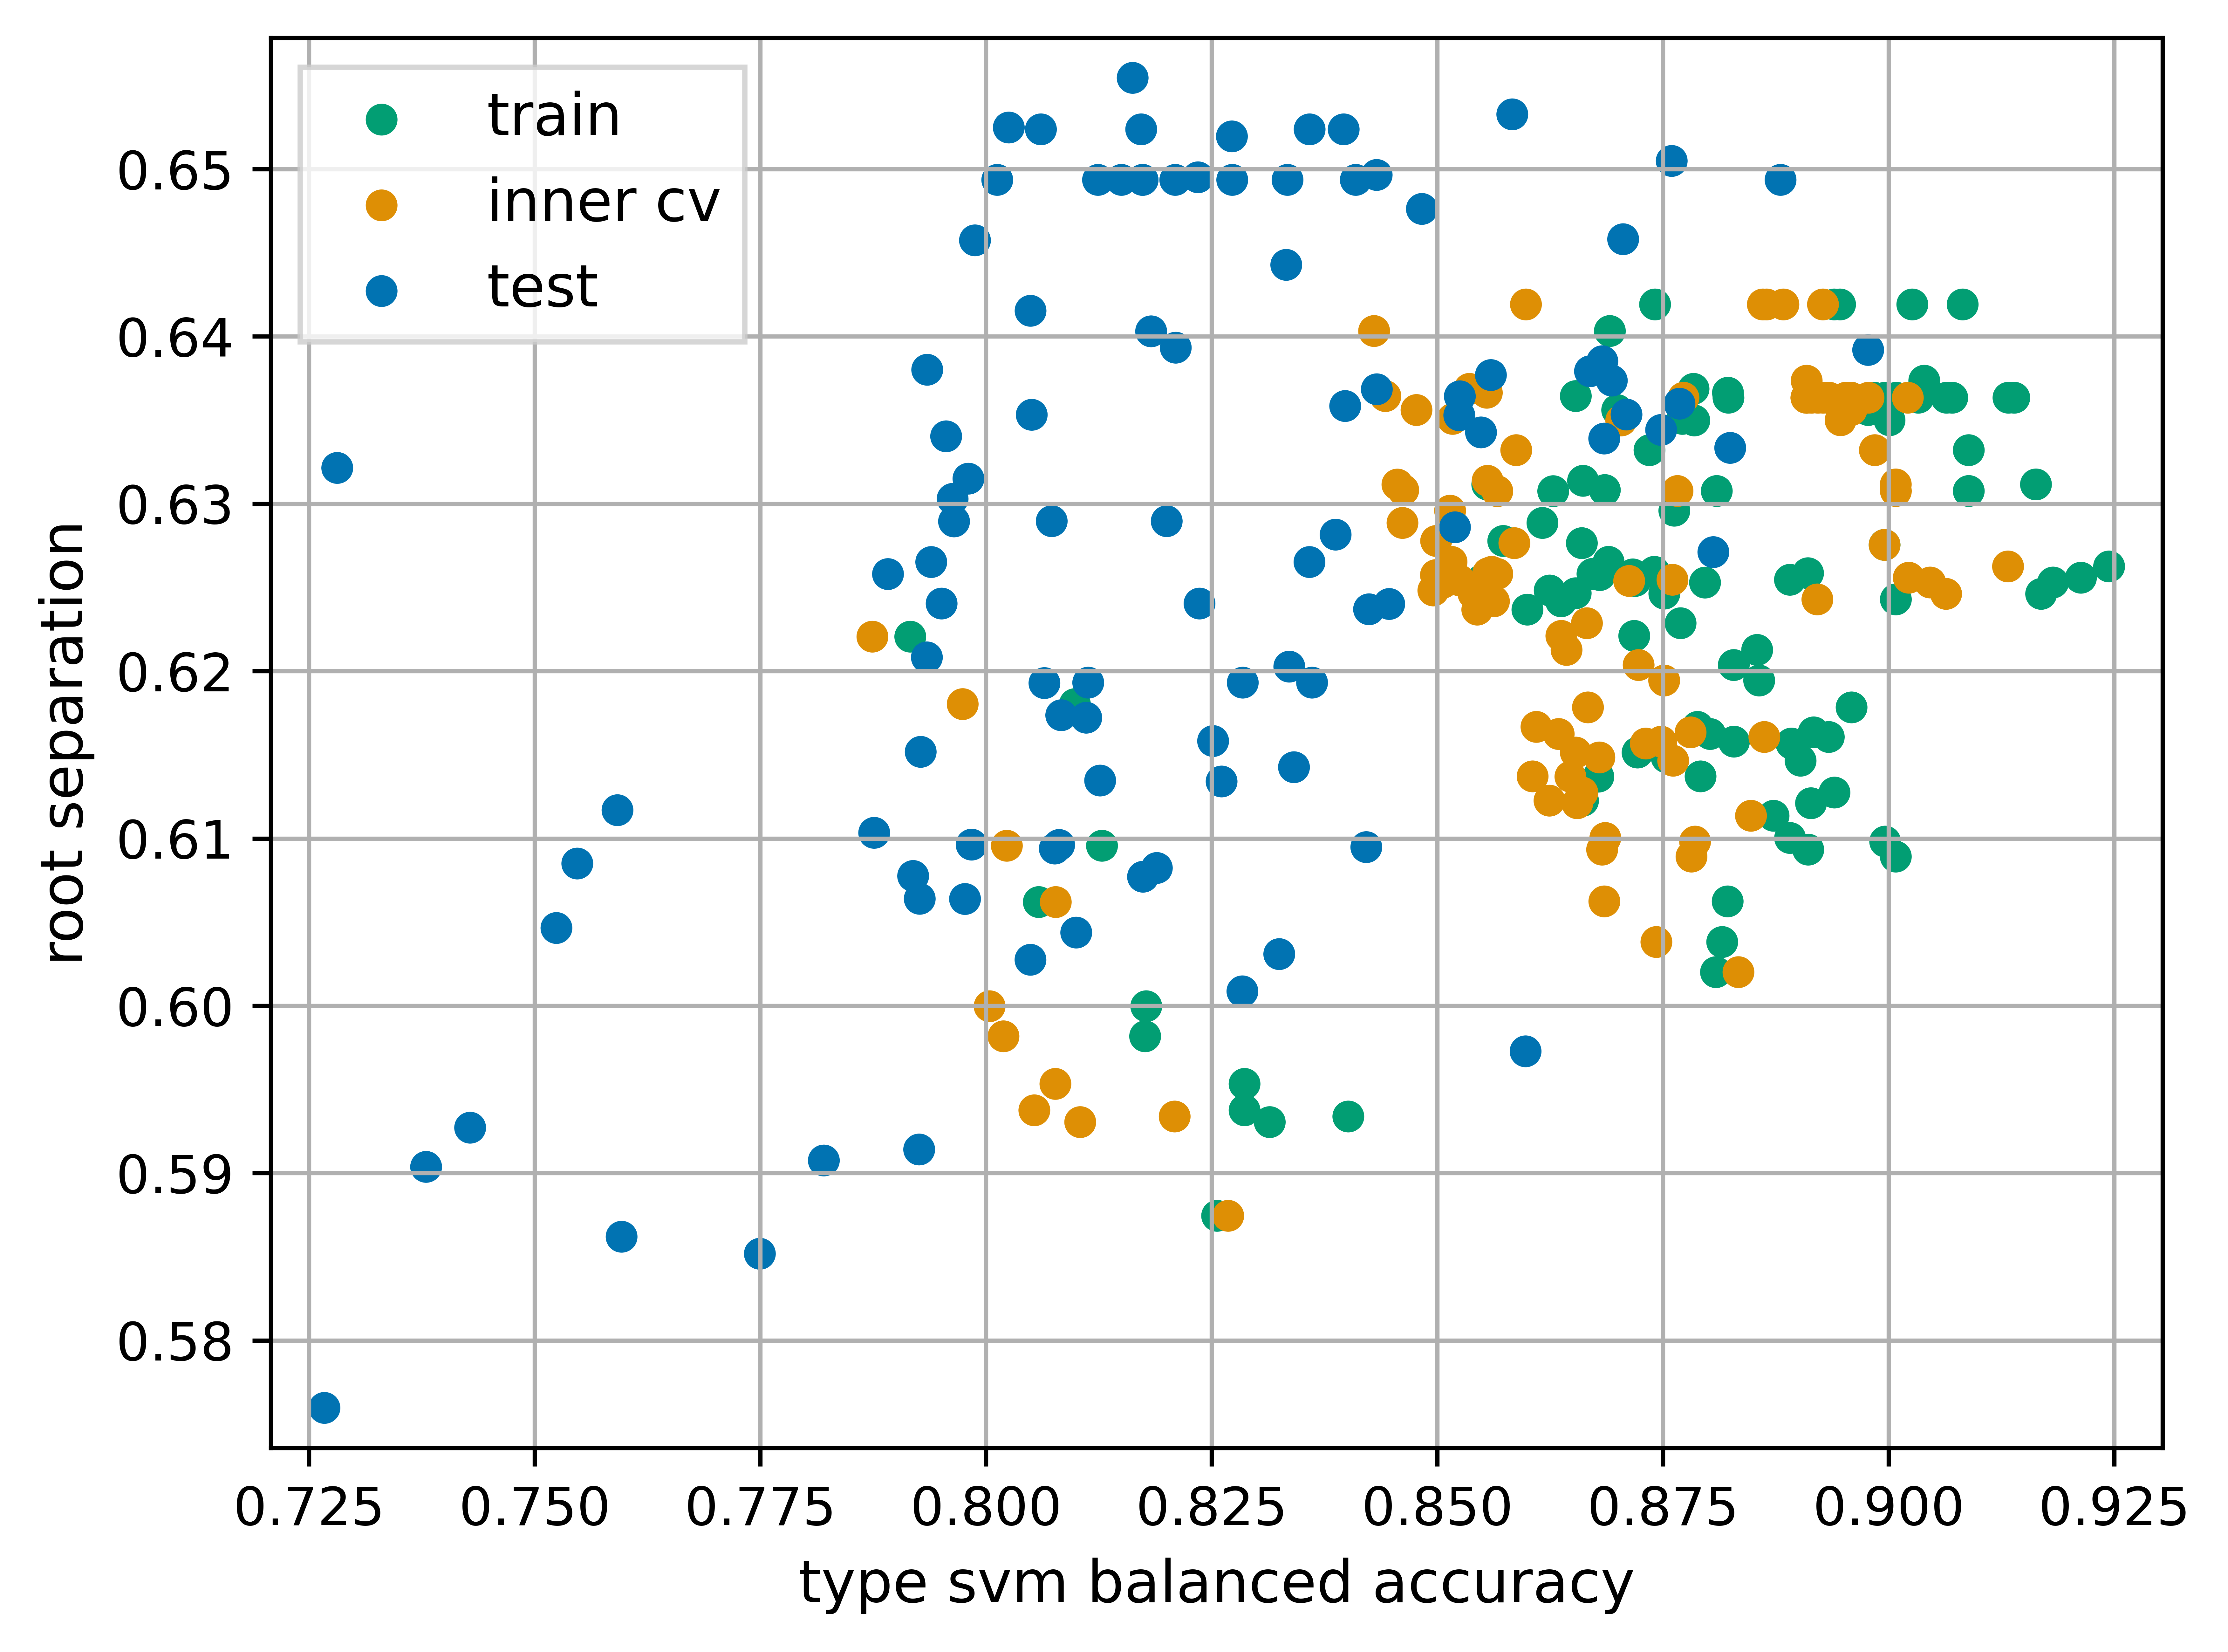 train
inner cv
test
0.65
0.64
0.63
0.62
0.61
0.60
0.59
0.58
root separation
0.725 0.750 0.775 0.800 0.825 0.850 0.875 0.900 0.925
type svm balanced accuracy